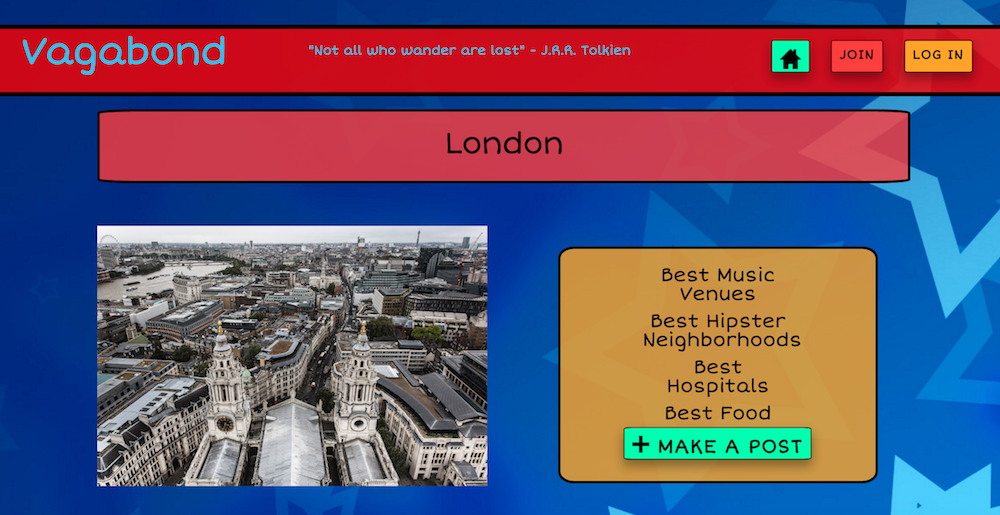 Vagabond
"Not all who wander are lost" - J.R.R. Tolkien
JOIN
LOG IN
London
Best Music
Venues
Best Hipster
Neighborhoods
Best
Hospitals
Best Food
+ MAKE A POST